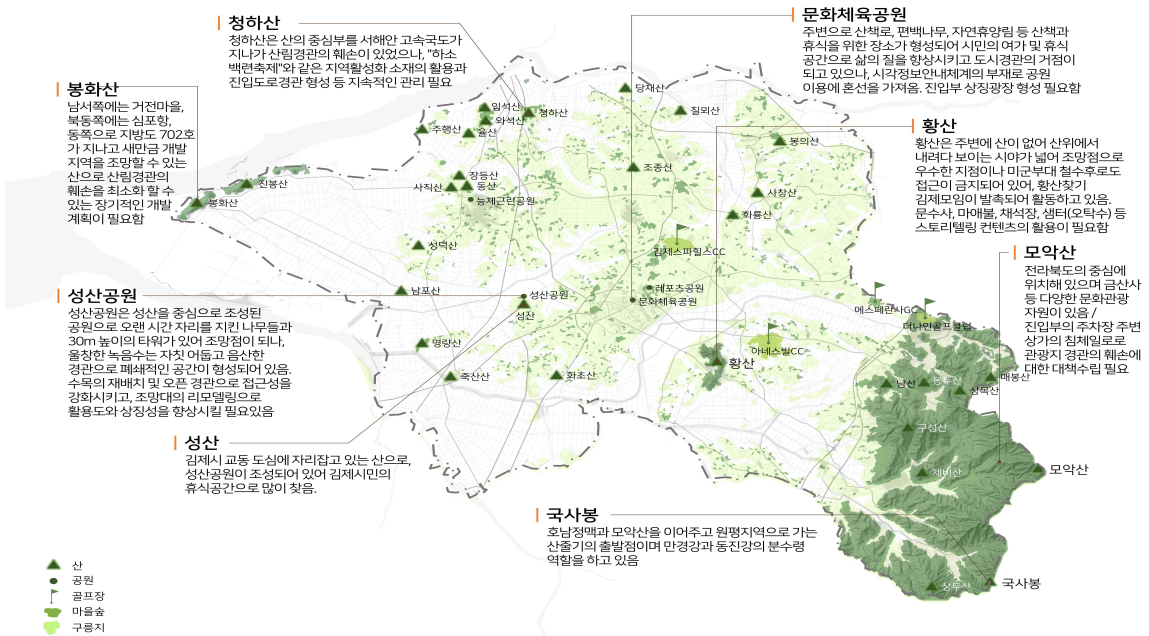 청하산
청하산은 산의 중심부를 서해안 고속국도가
지나가 산림경관의 훼손이 있었으나, "하소
백련축제"와 같은 지역활성화 소재의 활용과
진입도로경관 형성 등 지속적인 관리 필요
문화체육공원
주변으로 산책로, 편백나무, 자연휴양림 등 산책과
휴식을 위한 장소가 형성되어 시민의 여가 및 휴식
공간으로 삶의 질을 향상시키고 도시경관의 거점이
되고 있으나, 시각정보안내체계의 부재로 공원
이용에 혼선을 가져옴. 진입부 상징광장 형성 필요함
봉화산
남서쪽에는 거전마을,
북동쪽에는 심포항,
동쪽으로 지방도 702호
가 지나고 새만금 개발
지역을 조망할 수 있는
산으로 산림경관의
훼손을 최소화 할 수
있는 장기적인 개발
계획이 필요함
황산
황산은 주변에 산이 없어 산위에서
내려다 보이는 시야가 넓어 조망점으로
우수한 지점이나 미군부대 철수후로도
접근이 금지되어 있어, 황산찾기
김제모임이 발촉되어 활동하고 있음.
문수사, 마애불, 채석장, 샘터(오탁수) 등
스토리텔링 컨텐츠의 활용이 필요함
모악산
전라북도의 중심에
위치해 있으며 금산사
등 다양한 문화관광
자원이 있음 /
진입부의 주차장 주변
상가의 침체일로로
관광지 경관의 훼손에
대한 대책수립 필요
성산공원
성산공원은 성산을 중심으로 조성된
공원으로 오랜 시간 자리를 지킨 나무들과
30m 높이의 타워가 있어 조망점이 되나,
울창한 녹음수는 자칫 어둡고 음산한
경관으로 폐쇄적인 공간이 형성되어 있음.
수목의 재배치 및 오픈 경관으로 접근성을
강화시키고, 조망대의 리모델링으로
활용도와 상징성을 향상시킬 필요있음
성산
김제시 교동 도심에 자리잡고 있는 산으로,
성산공원이 조성되어 있어 김제시민의
휴식공간으로 많이 찾음.
국사봉
호남정맥과 모악산을 이어주고 원평지역으로 가는
산줄기의 출발점이며 만경강과 동진강의 분수령
역할을 하고 있음
당재산
칠뫼산
임석산
와석산
청하산
주행산
율산
봉의산
조종산
장등산
사직산
동산
능제근린공원
진봉산
봉화산
사창산
화룡산
성덕산
김제스파힐스CC
남포산
레포츠공원
성산공원
문화체육공원
성산
에스페란사GC
더나인골프클럽
명량산
아네스빌CC
황산
축산산
화초산
남산
매봉산
성목산
구성산
제비산
모악산
상두산
국사봉
산
공원
골프장
마을숲
구릉지